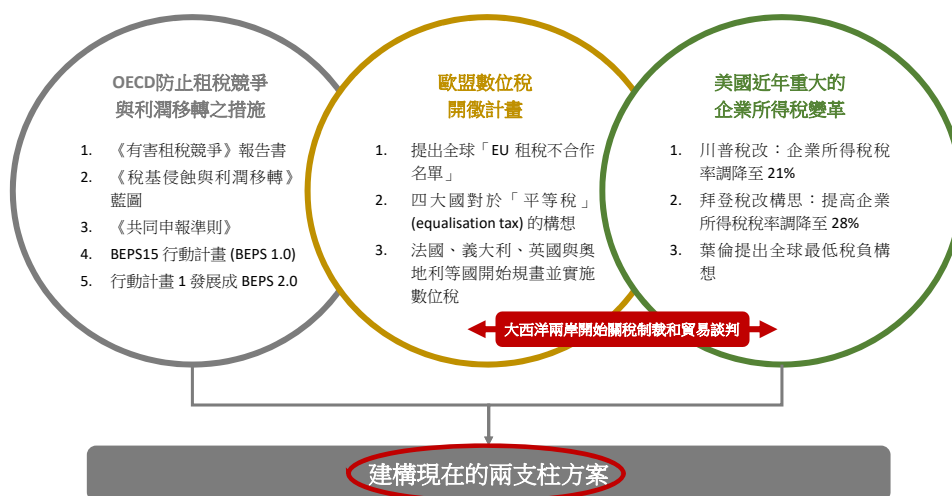 OECD防止租稅競爭
與利潤移轉之措施
1. 《有害租稅競爭》報告書
2. 《稅基侵蝕與利潤移轉》
藍圖
3. 《共同申報準則》
4. BEPS15 行動計畫 (BEPS 1.0)
5. 行動計畫 1 發展成 BEPS 2.0
歐盟數位稅
開徵計畫
1. 提出全球「EU 租稅不合作
名單」
2. 四大國對於「平等稅」
(equalisation tax) 的構想
3. 法國、義大利、英國與奧
地利等國開始規畫並實施
數位稅
美國近年重大的
企業所得稅變革
1. 川普稅改：企業所得稅稅
率調降至 21%
2. 拜登稅改構思：提高企業
所得稅稅率調降至 28%
3. 葉倫提出全球最低稅負構
想
大西洋兩岸開始關稅制裁和貿易談判
建構現在的兩支柱方案